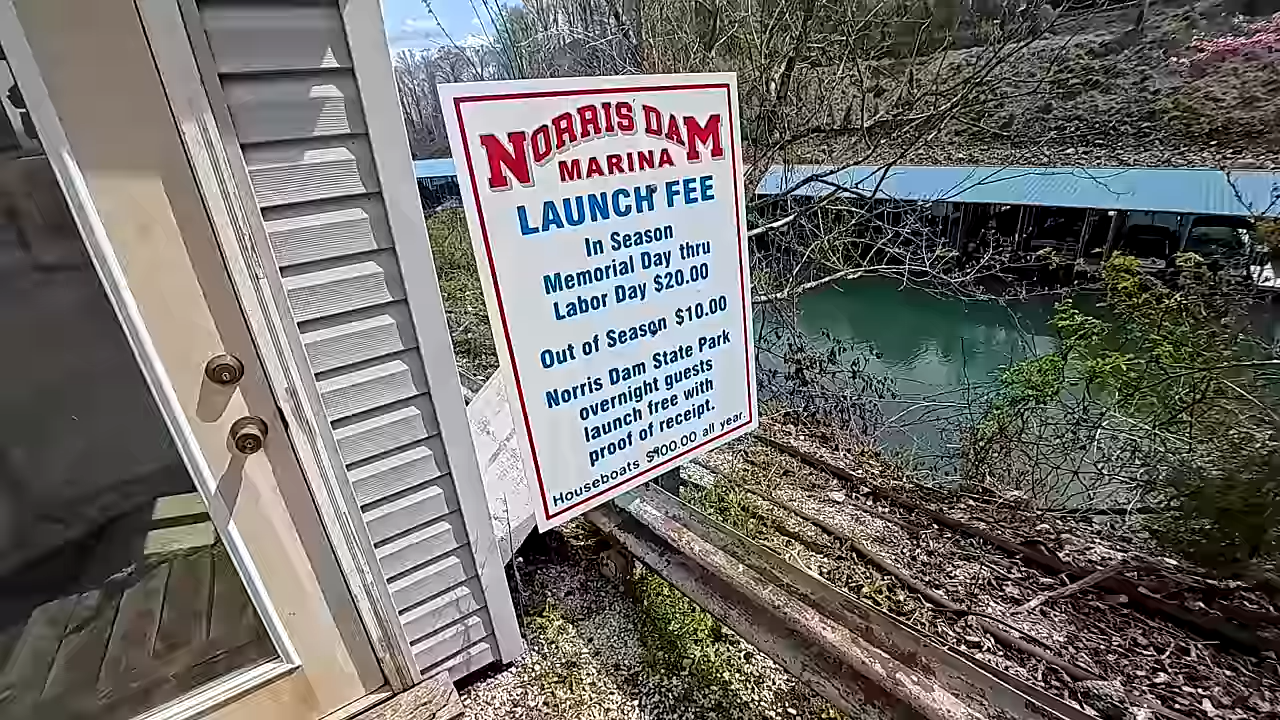 NORRIS DAM
MARINA
LAUNCH FEE
In Season
Memorial Day thru
Labor Day $20.00
Out of Season $10.00
Norris Dam State Park
overnight guests
launch free with
proof of receipt.
Houseboats $100.00 all year.